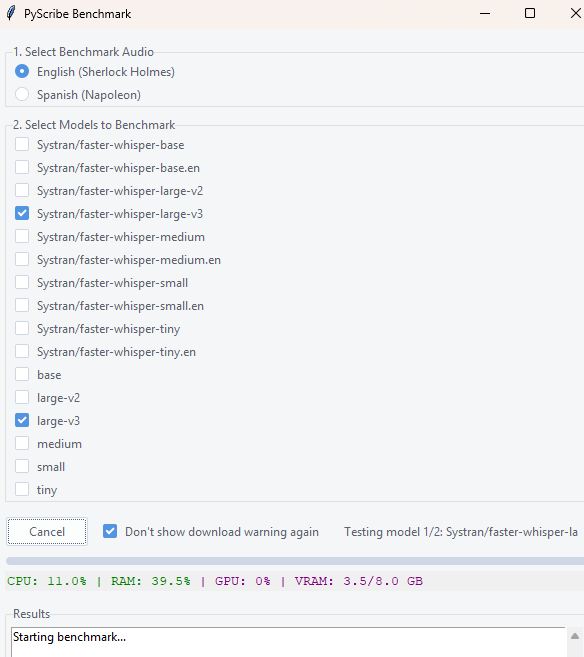 PyScribe Benchmark
1. Select Benchmark Audio
English (Sherlock Holmes)
Spanish (Napoleon)
2. Select Models to Benchmark
Systran/faster-whisper-base
Systran/faster-whisper-base.en
Systran/faster-whisper-large-v2
Systran/faster-whisper-large-v3
Systran/faster-whisper-medium
Systran/faster-whisper-medium.en
Systran/faster-whisper-small
Systran/faster-whisper-small.en
Systran/faster-whisper-tiny
Systran/faster-whisper-tiny.en
base
large-v2
large-v3
medium
small
tiny
Cancel Don't show download warning again Testing model 1/2: Systran/faster-whisper-la
CPU: 11.0% | RAM: 39.5% | GPU: 0% | VRAM: 3.5/8.0 GB
Results
Starting benchmark...